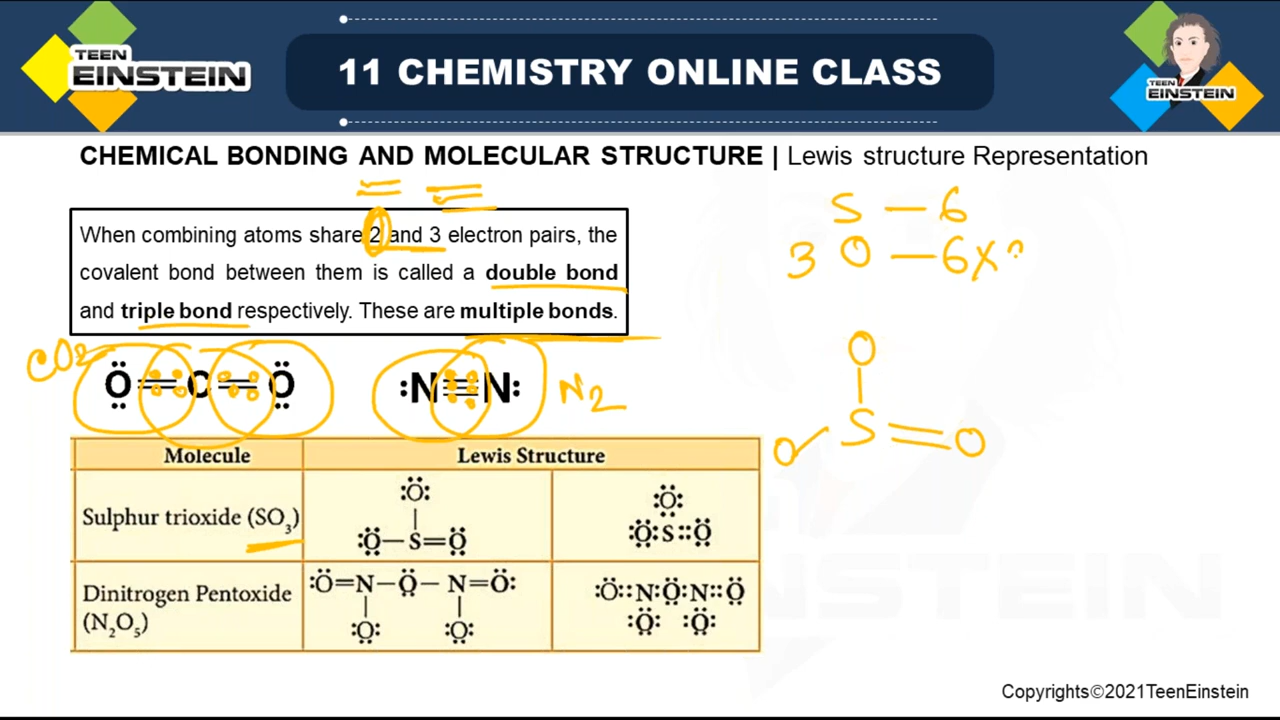 TEEN
EINSTEIN
11 CHEMISTRY ONLINE CLASS
TEEN
EINSTEIN
CHEMICAL BONDING AND MOLECULAR STRUCTURE | Lewis structure Representation
When combining atoms share 2 and 3 electron pairs, the
covalent bond between them is called a double bond
and triple bond respectively. These are multiple bonds.
S — 6
3 O — 6x
CO2
:N≡N:
N2
O
O S = O
Molecule Lewis Structure
Sulphur trioxide (SO₃)
:Ö:
:Ö—S=Ö
:Ö:
:Ö:S::Ö
Dinitrogen Pentoxide
(N₂O₅)
:Ö=N—Ö—N=Ö:
:Ö: :Ö:
:Ö::N:Ö:N::Ö
:Ö: :Ö:
EINSTEIN
Copyrights©2021TeenEinstein